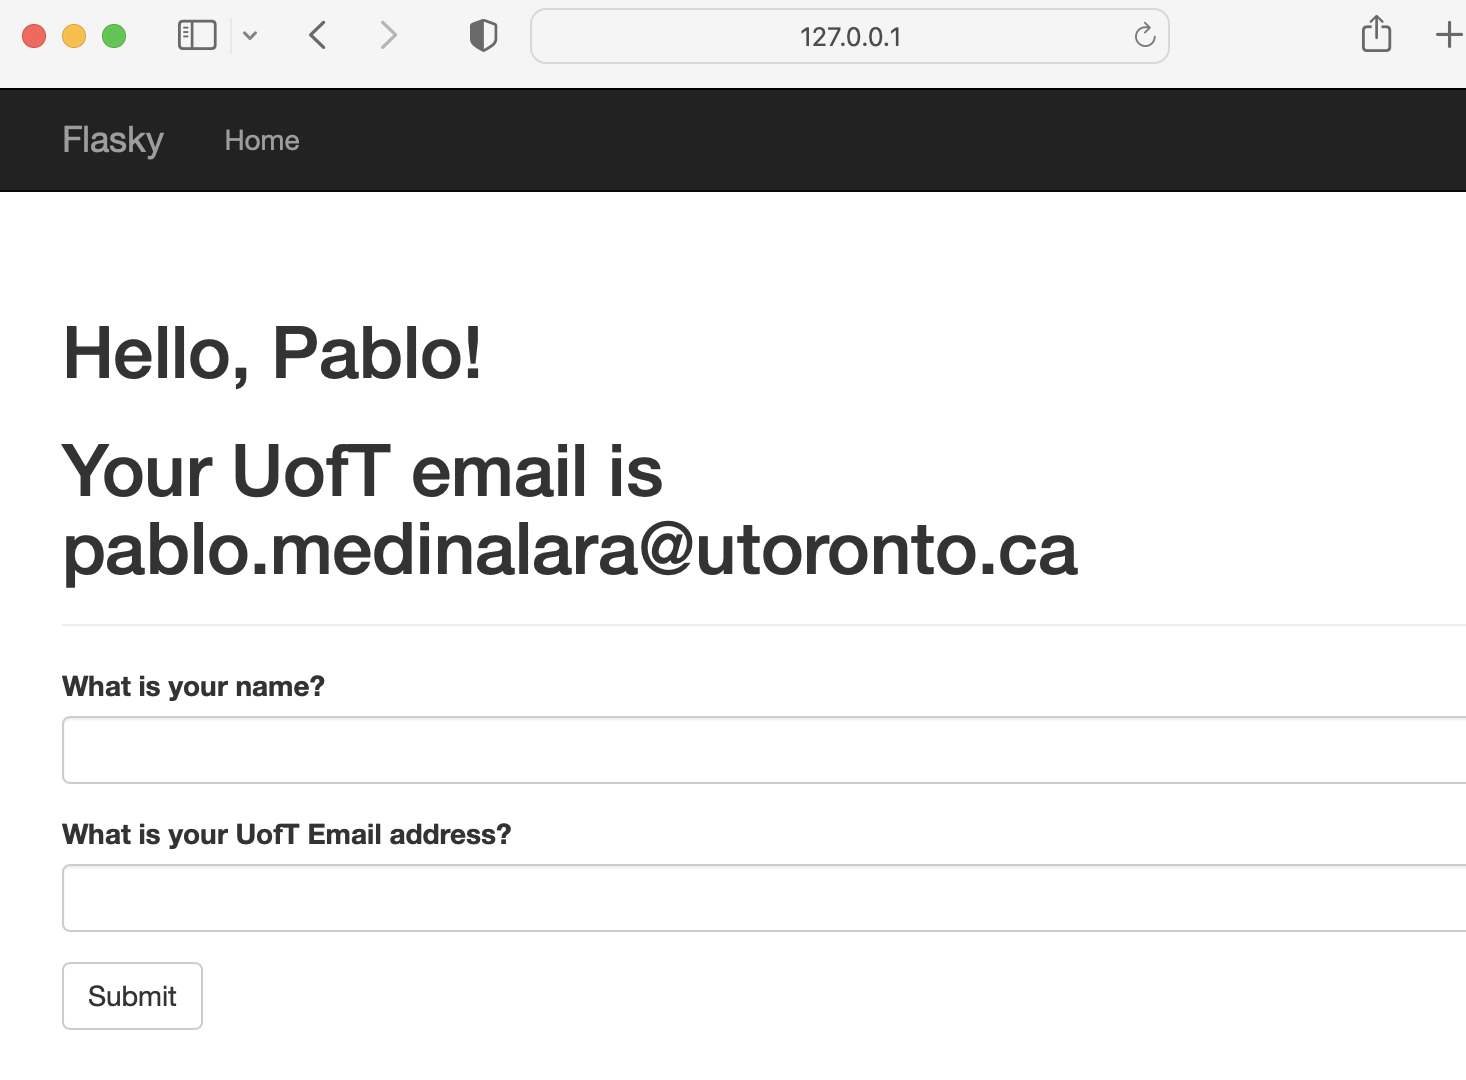 127.0.0.1
Flasky Home
Hello, Pablo!
Your UofT email is
pablo.medinalara@utoronto.ca
What is your name?
What is your UofT Email address?
Submit